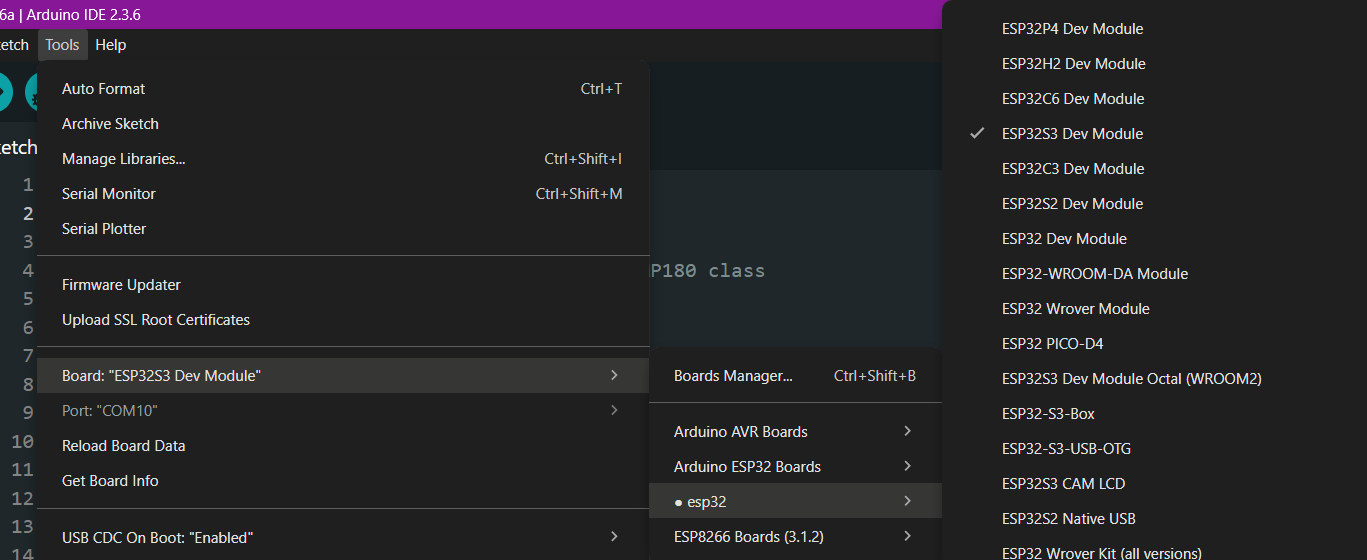 6a | Arduino IDE 2.3.6
etch Tools Help
Auto Format Ctrl+T
Archive Sketch
Manage Libraries... Ctrl+Shift+I
Serial Monitor Ctrl+Shift+M
Serial Plotter
Firmware Updater
Upload SSL Root Certificates
Board: "ESP32S3 Dev Module"
Port: "COM10"
Reload Board Data
Get Board Info
USB CDC On Boot: "Enabled"
etch
1
2
3
4
5
6
7
8
9
10
11
12
13
14
P180 class
Boards Manager... Ctrl+Shift+B
Arduino AVR Boards
Arduino ESP32 Boards
● esp32
ESP8266 Boards (3.1.2)
ESP32P4 Dev Module
ESP32H2 Dev Module
ESP32C6 Dev Module
ESP32S3 Dev Module
ESP32C3 Dev Module
ESP32S2 Dev Module
ESP32 Dev Module
ESP32-WROOM-DA Module
ESP32 Wrover Module
ESP32 PICO-D4
ESP32S3 Dev Module Octal (WROOM2)
ESP32-S3-Box
ESP32-S3-USB-OTG
ESP32S3 CAM LCD
ESP32S2 Native USB
ESP32 Wrover Kit (all versions)